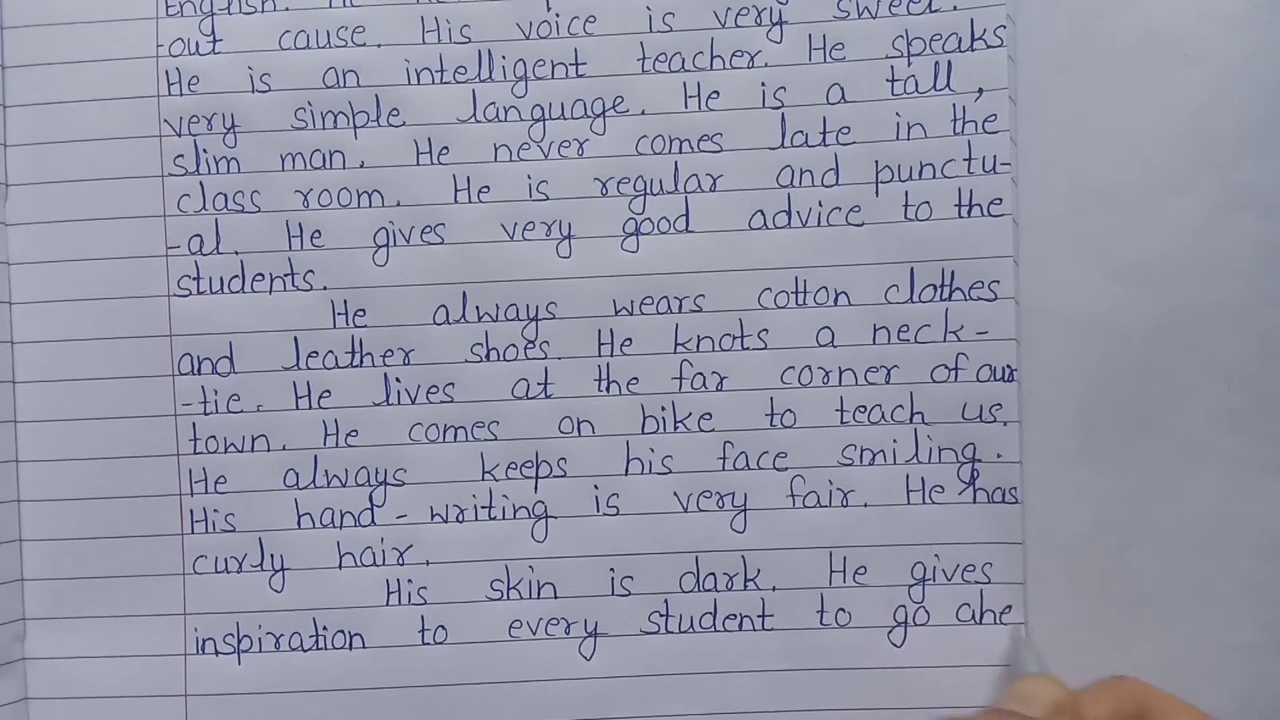 English. He
-out cause. His voice is very sweet.
He is an intelligent teacher. He speaks
very simple language. He is a tall,
slim man. He never comes late in the
class room. He is regular and punctu-
-al. He gives very good advice to the
students.
He always wears cotton clothes
and leather shoes. He knots a neck-
-tie. He lives at the far corner of our
town. He comes on bike to teach us.
He always keeps his face smiling.
His hand-writing is very fair. He has
curly hair.
His skin is dark. He gives
inspiration to every student to go ahe